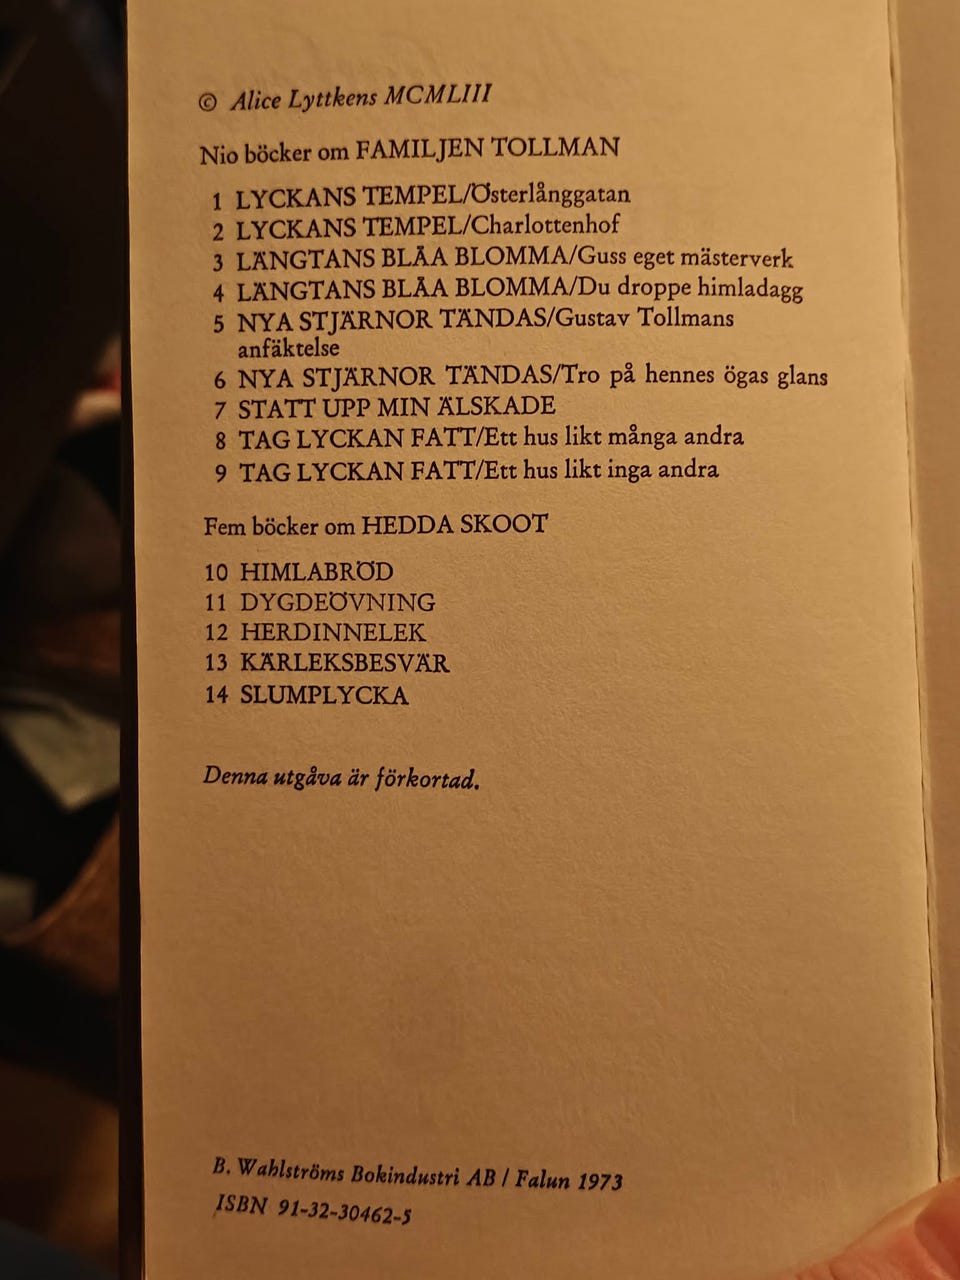 © Alice Lyttkens MCMLIII
Nio böcker om FAMILJEN TOLLMAN
1 LYCKANS TEMPEL/Österlånggatan
2 LYCKANS TEMPEL/Charlottenhof
3 LÄNGTANS BLÅA BLOMMA/Guss eget mästerverk
4 LÄNGTANS BLÅA BLOMMA/Du droppe himladagg
5 NYA STJÄRNOR TÄNDAS/Gustav Tollmans
anfäktelse
6 NYA STJÄRNOR TÄNDAS/Tro på hennes ögas glans
7 STATT UPP MIN ÄLSKADE
8 TAG LYCKAN FATT/Ett hus likt många andra
9 TAG LYCKAN FATT/Ett hus likt inga andra
Fem böcker om HEDDA SKOOT
10 HIMLABRÖD
11 DYGDEÖVNING
12 HERDINNELEK
13 KÄRLEKSBESVÄR
14 SLUMPLYCKA
Denna utgåva är förkortad.
B. Wahlströms Bokindustri AB / Falun 1973
ISBN 91-32-30462-5